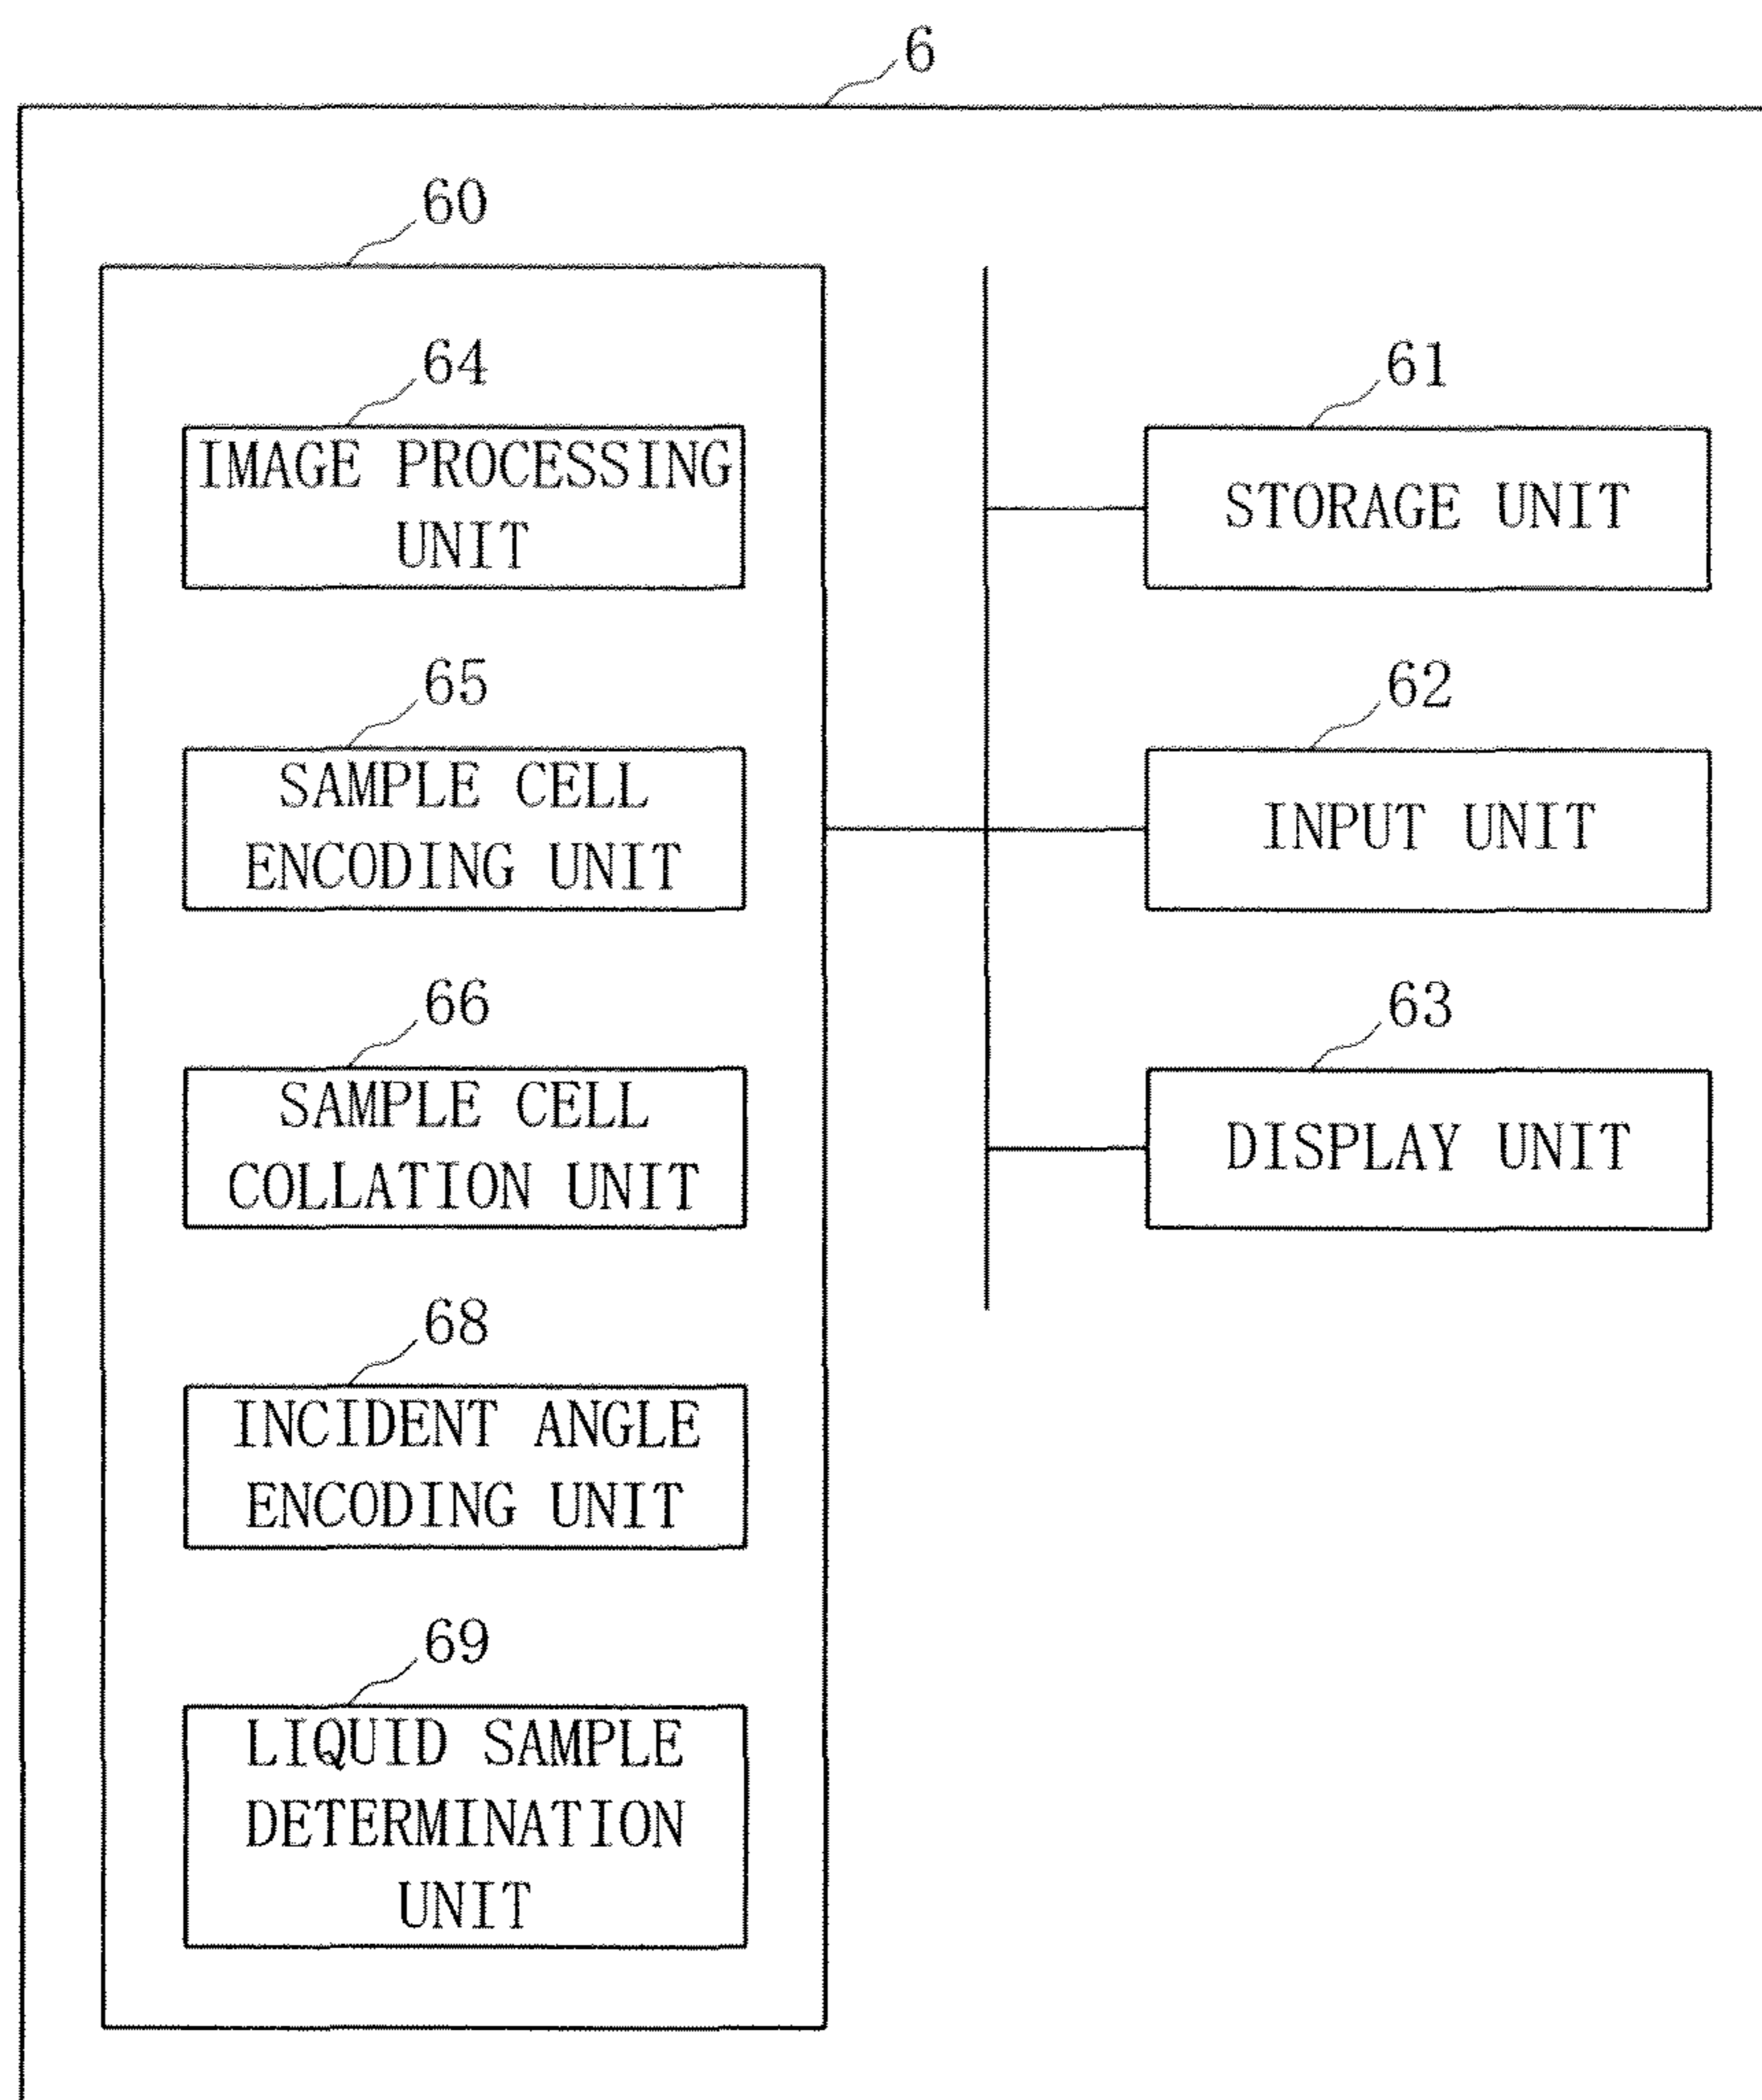 6
60
64
IMAGE PROCESSING
UNIT
65
SAMPLE CELL
ENCODING UNIT
66
SAMPLE CELL
COLLATION UNIT
68
INCIDENT ANGLE
ENCODING UNIT
69
LIQUID SAMPLE
DETERMINATION
UNIT
61
STORAGE UNIT
62
INPUT UNIT
63
DISPLAY UNIT